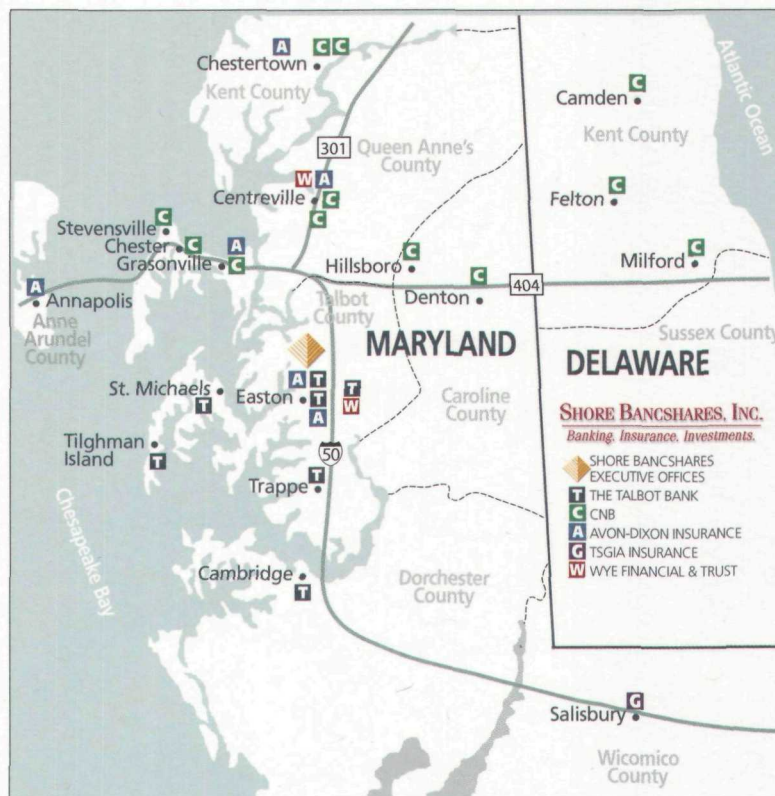 A C C
Chestertown
Kent County
Atlantic Ocean
C
Camden
Kent County
301
Queen Anne's
County
W A
Centreville
C
C
C
Felton
C
Stevensville
Chester
C
A
Grasonville
C
C
Hillsboro
C
Denton
C
Milford
404
A
Annapolis
Anne
Arundel
County
Talbot
County
MARYLAND
DELAWARE
Sussex County
St. Michaels
T
Easton
A T
T
A
T
W
Caroline
County
Tilghman
Island
T
50
Trappe
T
Chesapeake Bay
Cambridge
T
Dorchester
County
SHORE BANCSHARES, INC.
Banking. Insurance. Investments.
SHORE BANCSHARES
EXECUTIVE OFFICES
T THE TALBOT BANK
C CNB
A AVON-DIXON INSURANCE
G TSGIA INSURANCE
W WYE FINANCIAL & TRUST
G
Salisbury
Wicomico
County